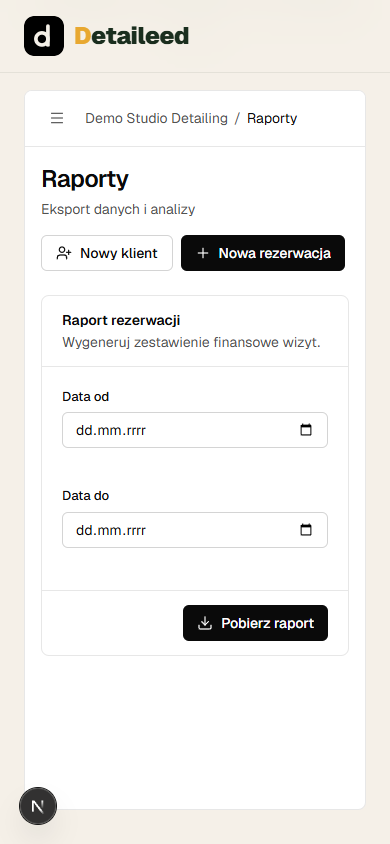 d Detaileed
Demo Studio Detailing / Raporty
Raporty
Eksport danych i analizy
Nowy klient
Nowa rezerwacja
Raport rezerwacji
Wygeneruj zestawienie finansowe wizyt.
Data od
dd.mm.rrrr
Data do
dd.mm.rrrr
Pobierz raport
N